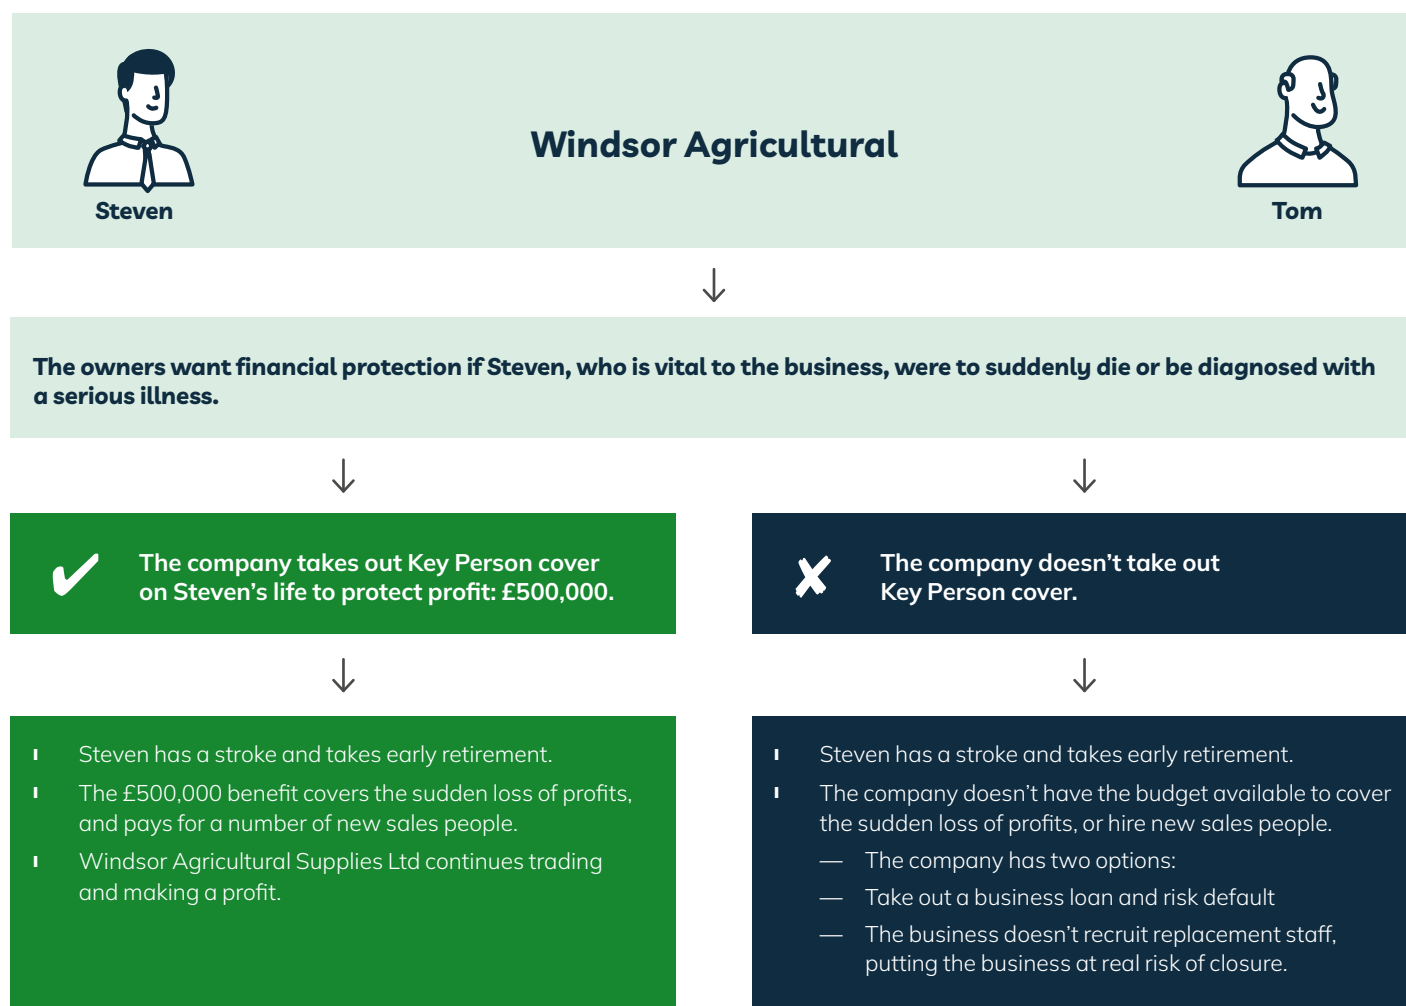 Windsor Agricultural
Steven
Tom
The owners want financial protection if Steven, who is vital to the business, were to suddenly die or be diagnosed with
a serious illness.
The company takes out Key Person cover
on Steven’s life to protect profit: £500,000.
The company doesn’t take out
Key Person cover.
Steven has a stroke and takes early retirement.
The £500,000 benefit covers the sudden loss of profits,
and pays for a number of new sales people.
Windsor Agricultural Supplies Ltd continues trading
and making a profit.
Steven has a stroke and takes early retirement.
The company doesn’t have the budget available to cover
the sudden loss of profits, or hire new sales people.
— The company has two options:
— Take out a business loan and risk default
— The business doesn’t recruit replacement staff,
putting the business at real risk of closure.